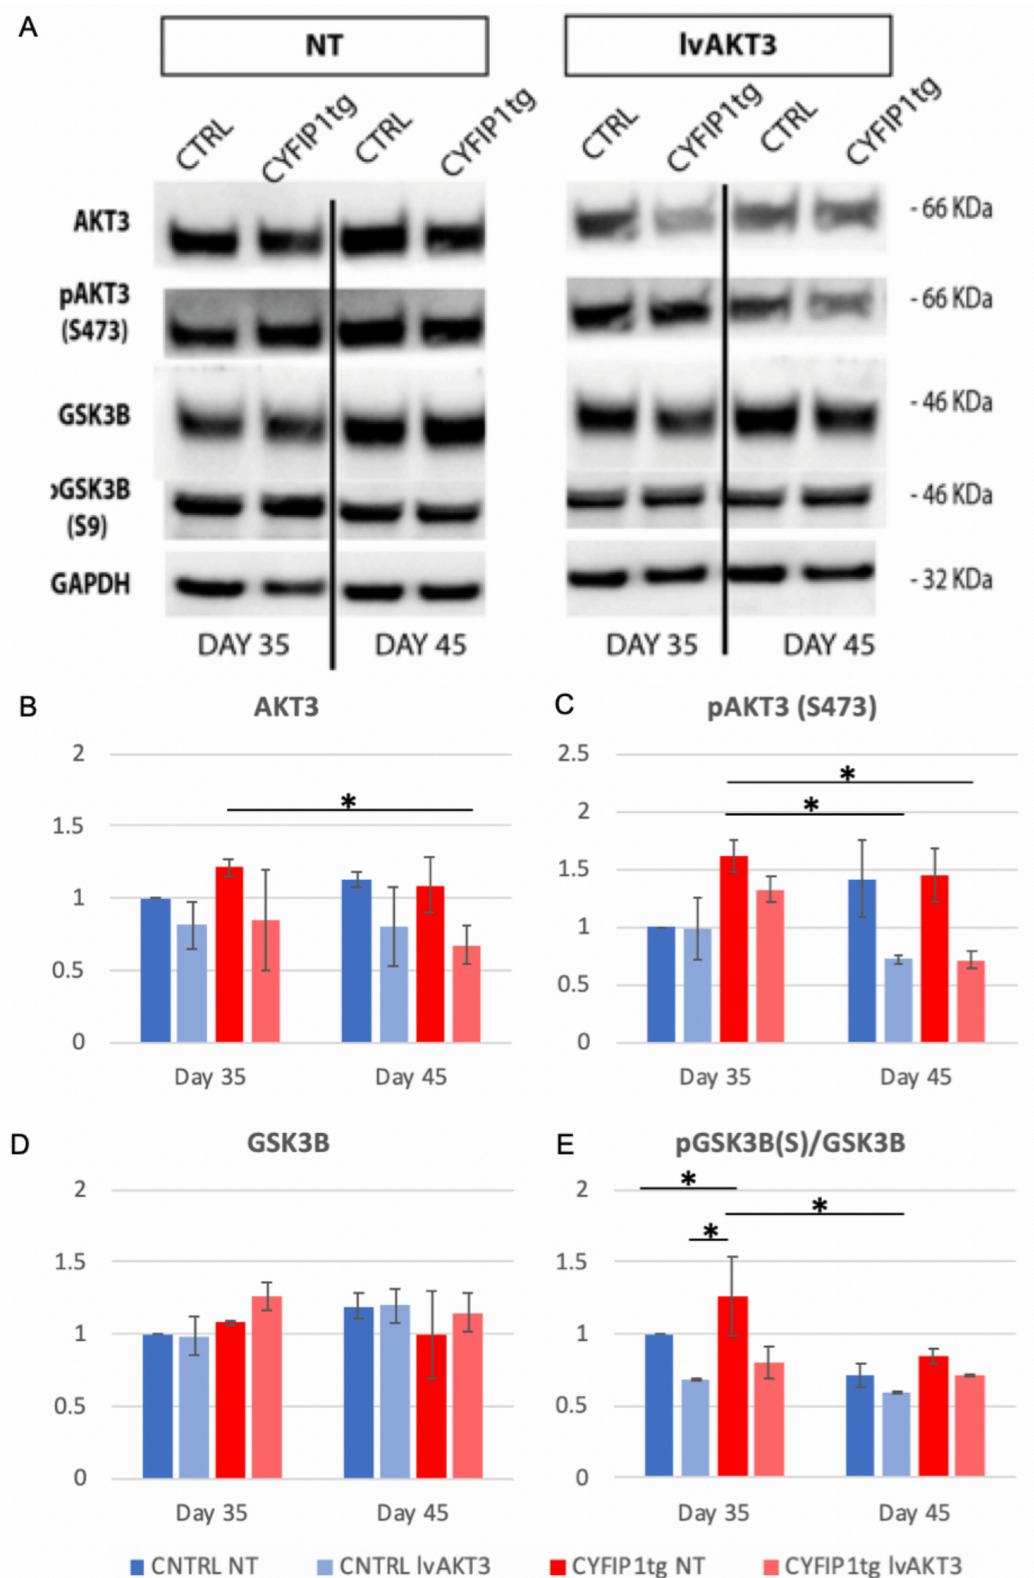 A
NT
lvAKT3
CTRL
CYFIP1tg
CTRL
CYFIP1tg
CTRL
CYFIP1tg
CTRL
CYFIP1tg
AKT3
- 66 KDa
pAKT3
(S473)
- 66 KDa
GSK3B
- 46 KDa
pGSK3B
(S9)
- 46 KDa
GAPDH
- 32 KDa
DAY 35
DAY 45
DAY 35
DAY 45
B
AKT3
2
1.5
1
0.5
0
*
Day 35
Day 45
C
pAKT3 (S473)
2.5
2
1.5
1
0.5
0
*
*
Day 35
Day 45
D
GSK3B
2
1.5
1
0.5
0
Day 35
Day 45
E
pGSK3B(S)/GSK3B
2
1.5
1
0.5
0
*
*
*
Day 35
Day 45
CNTRL NT
CNTRL lvAKT3
CYFIP1tg NT
CYFIP1tg lvAKT3